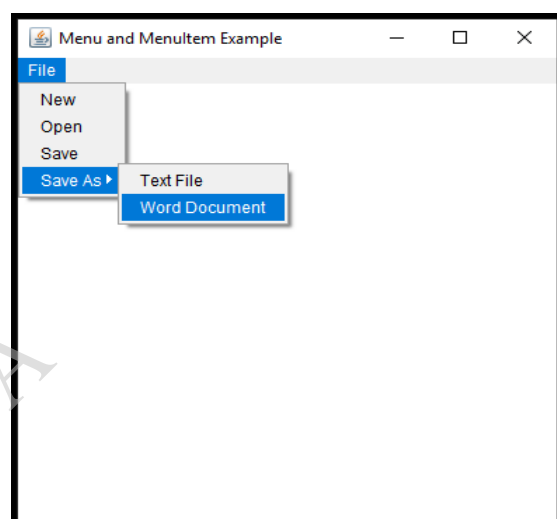 Menu and MenuItem Example
File
New
Open
Save
Save As
Text File
Word Document
A